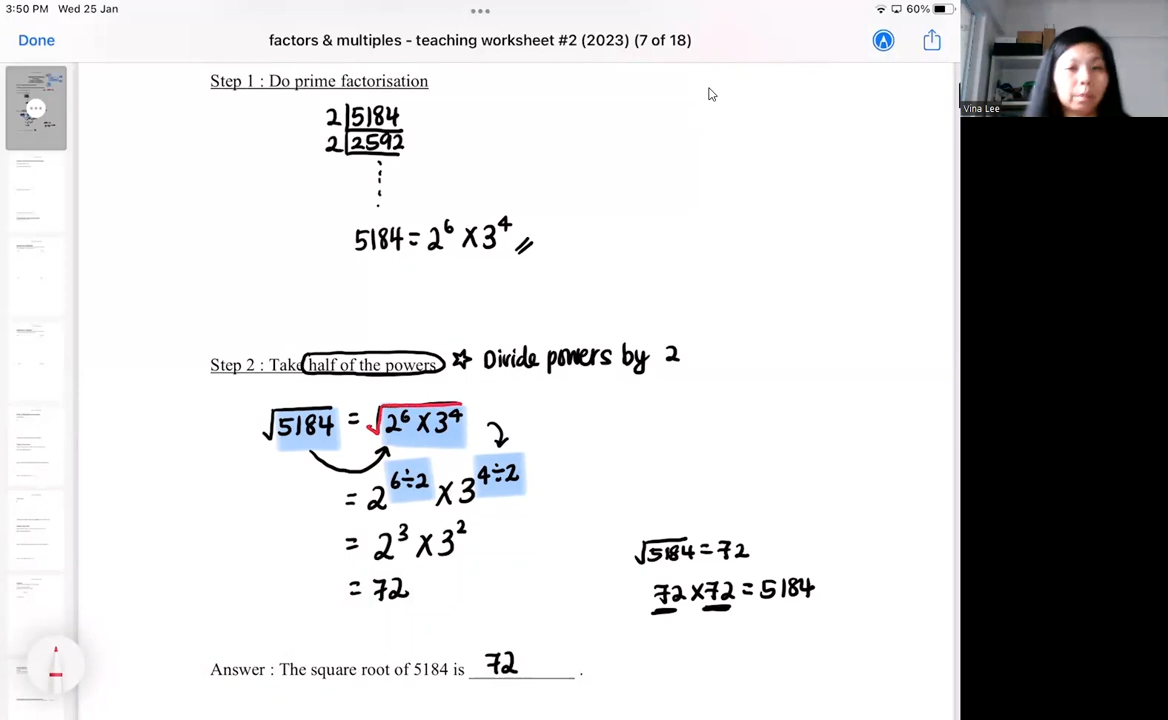 3:50 PM Wed 25 Jan
60%
Done
factors & multiples - teaching worksheet #2 (2023) (7 of 18)
Vina Lee
Step 1 : Do prime factorisation
2 5184
2 2592
5184 = 2⁶ × 3⁴
Step 2 : Take half of the powers ☆ Divide powers by 2
√5184 = √2⁶ × 3⁴
= 2^(6÷2) × 3^(4÷2)
= 2³ × 3²
= 72
√5184 = 72
72 × 72 = 5184
Answer : The square root of 5184 is 72 .